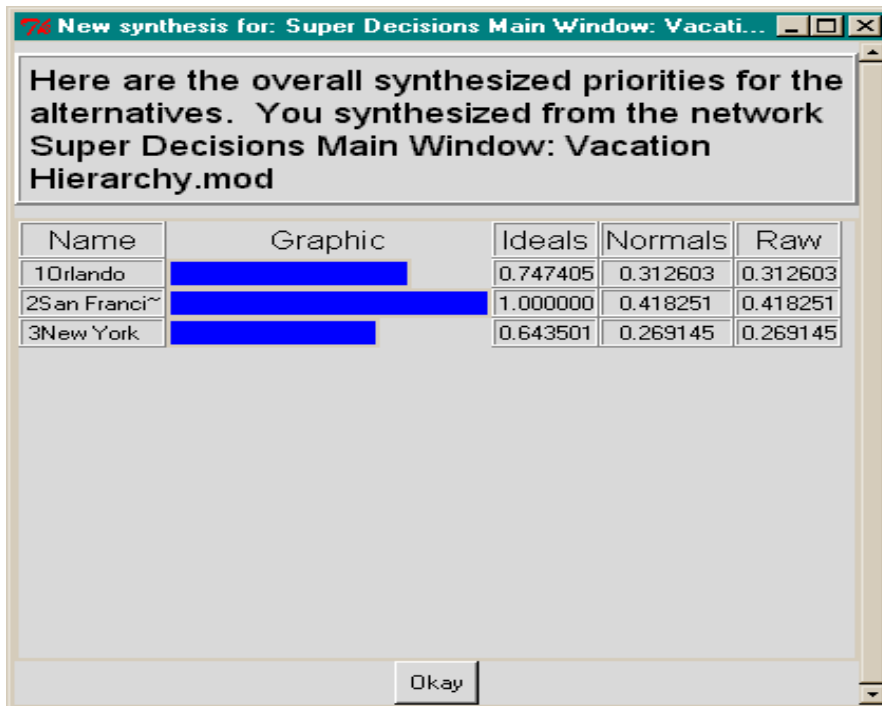 New synthesis for: Super Decisions Main Window: Vacati...
Here are the overall synthesized priorities for the
alternatives. You synthesized from the network
Super Decisions Main Window: Vacation
Hierarchy.mod
Name Graphic Ideals Normals Raw
1Orlando 0.747405 0.312603 0.312603
2San Franci~ 1.000000 0.418251 0.418251
3New York 0.643501 0.269145 0.269145
Okay